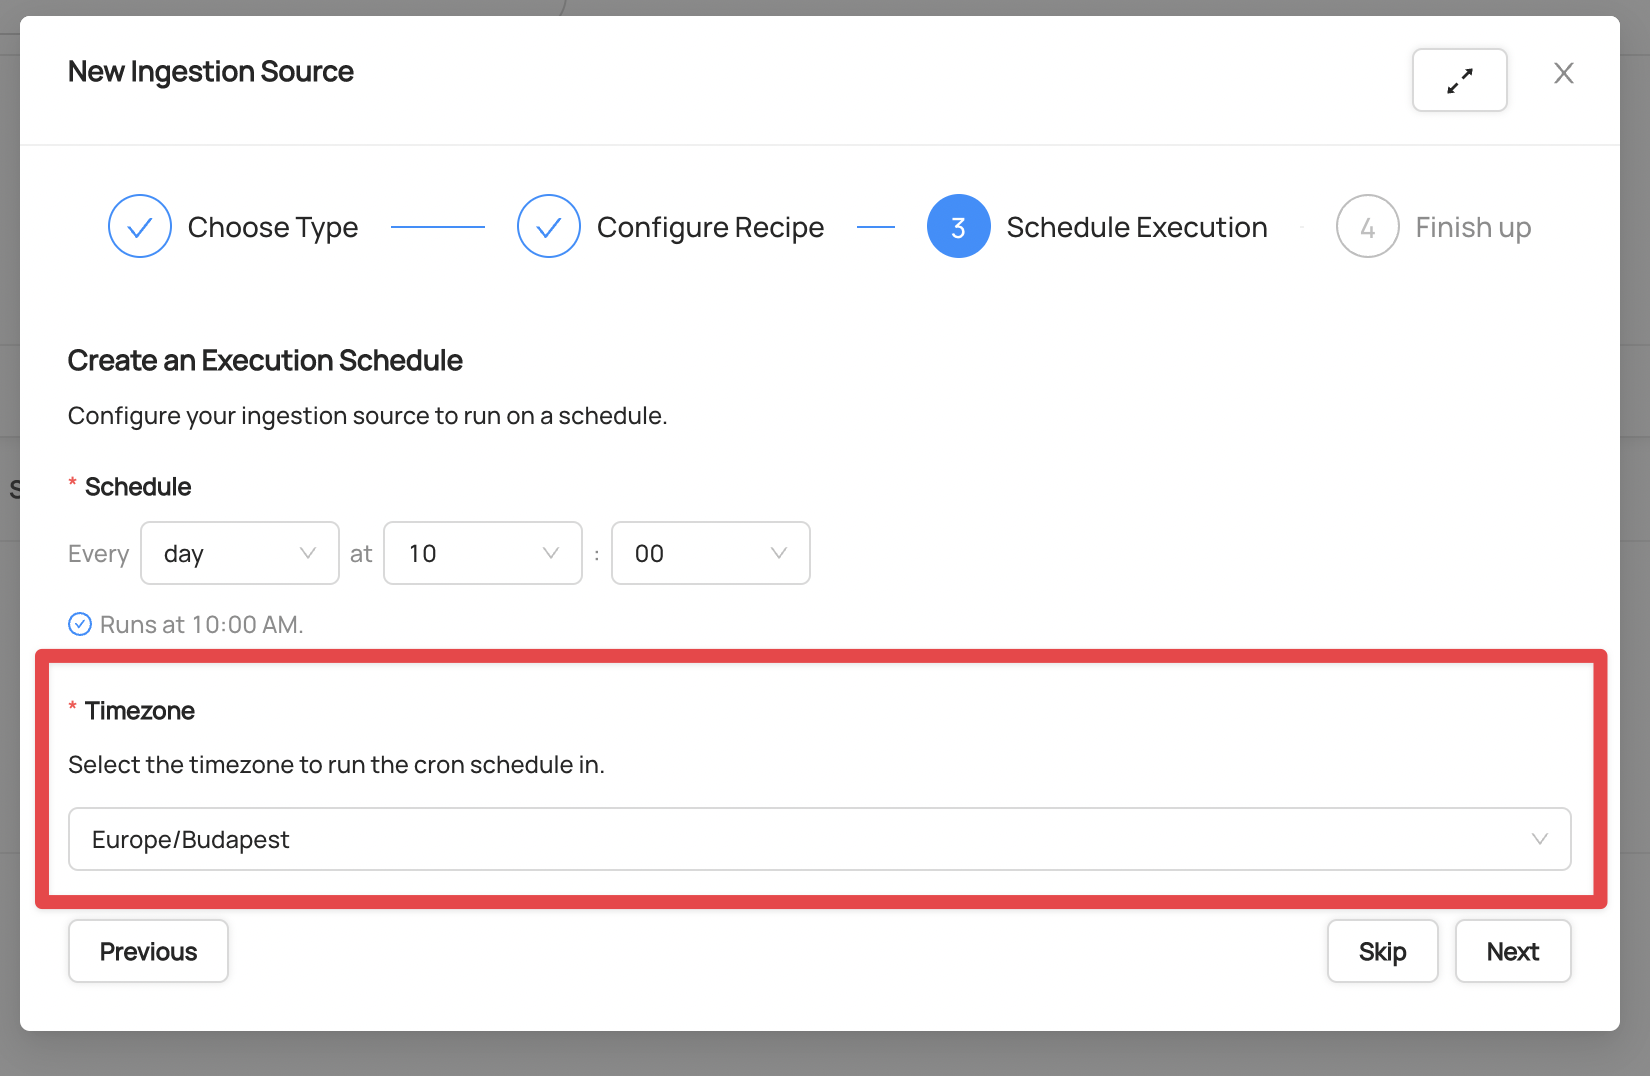 New Ingestion Source
Choose Type
Configure Recipe
3 Schedule Execution
4 Finish up
Create an Execution Schedule
Configure your ingestion source to run on a schedule.
* Schedule
Every day at 10 : 00
Runs at 10:00 AM.
* Timezone
Select the timezone to run the cron schedule in.
Europe/Budapest
Previous
Skip
Next